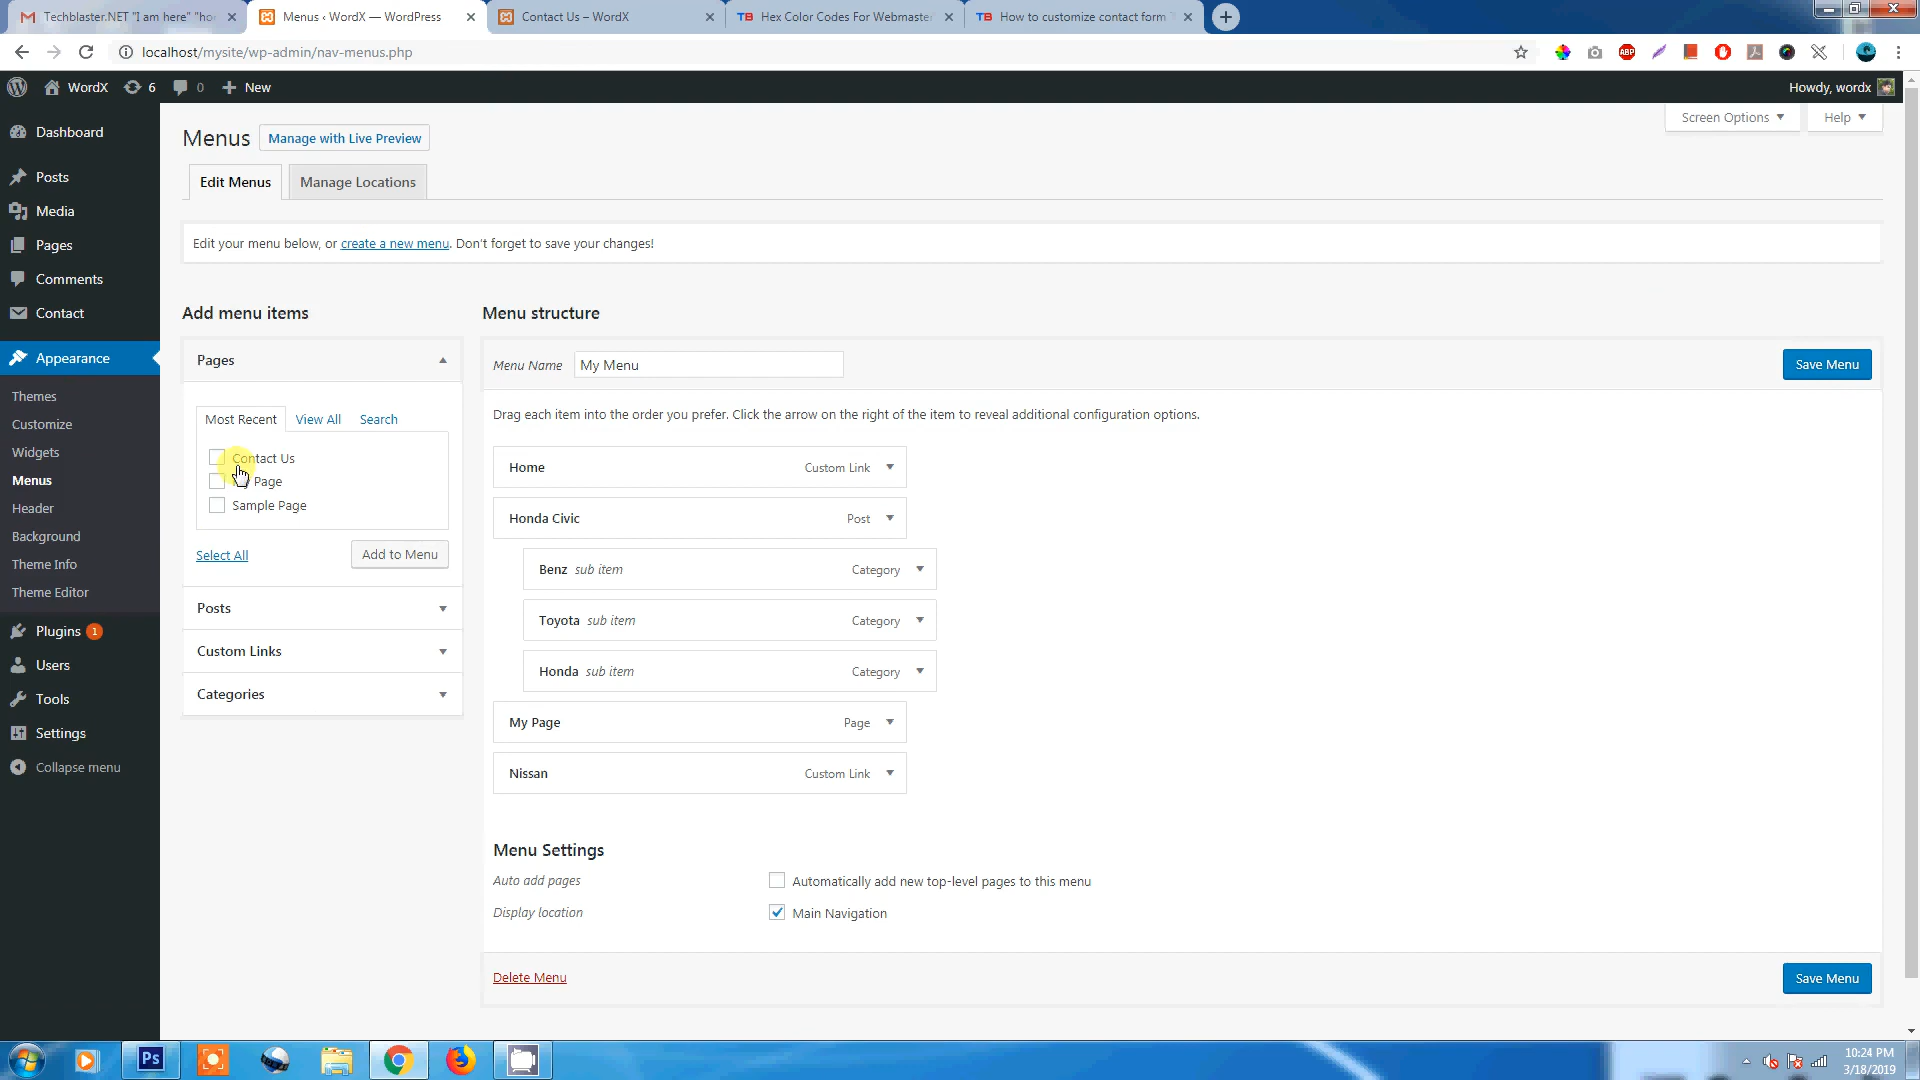 Techblaster.NET "I am here" "ho
Menus ‹ WordX — WordPress
Contact Us – WordX
TB Hex Color Codes For Webmaster
TB How to customize contact form
localhost/mysite/wp-admin/nav-menus.php
ABP
WordX 6 0 New
Howdy, wordx
Dashboard
Posts
Media
Pages
Comments
Contact
Appearance
Themes
Customize
Widgets
Menus
Header
Background
Theme Info
Theme Editor
Plugins 1
Users
Tools
Settings
Collapse menu
Screen Options
Help
Menus
Manage with Live Preview
Edit Menus
Manage Locations
Edit your menu below, or create a new menu. Don't forget to save your changes!
Add menu items
Pages
Most Recent
View All
Search
Contact Us
Page
Sample Page
Select All
Add to Menu
Posts
Custom Links
Categories
Menu structure
Menu Name
My Menu
Save Menu
Drag each item into the order you prefer. Click the arrow on the right of the item to reveal additional configuration options.
Home Custom Link
Honda Civic Post
Benz sub item Category
Toyota sub item Category
Honda sub item Category
My Page Page
Nissan Custom Link
Menu Settings
Auto add pages
Automatically add new top-level pages to this menu
Display location
Main Navigation
Delete Menu
Save Menu
Ps
10:24 PM
3/18/2019